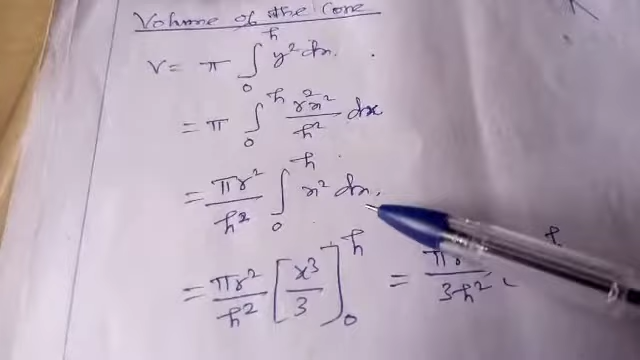 Volume of the Cone
V = π ∫₀ʰ y² dx.
= π ∫₀ʰ r²x²/h² dx
= πr²/h² ∫₀ʰ x² dx.
= πr²/h² [x³/3]₀ʰ = πr/3h²